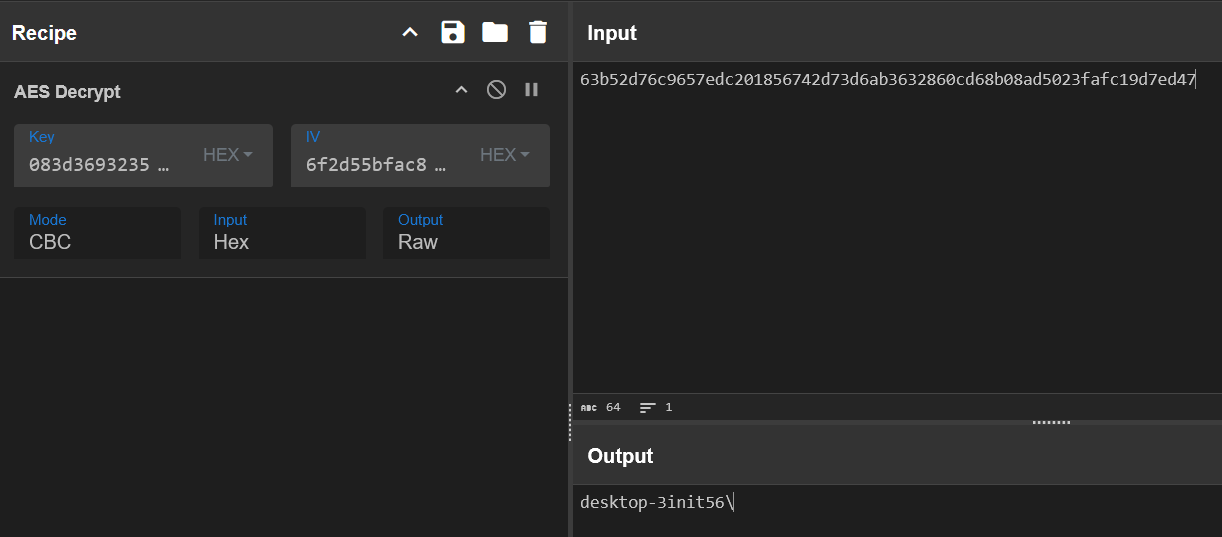 Recipe
AES Decrypt
Key
083d3693235 …
HEX
IV
6f2d55bfac8 …
HEX
Mode
CBC
Input
Hex
Output
Raw
Input
63b52d76c9657edc201856742d73d6ab3632860cd68b08ad5023fafc19d7ed47
ABC 64
1
Output
desktop-3init56\